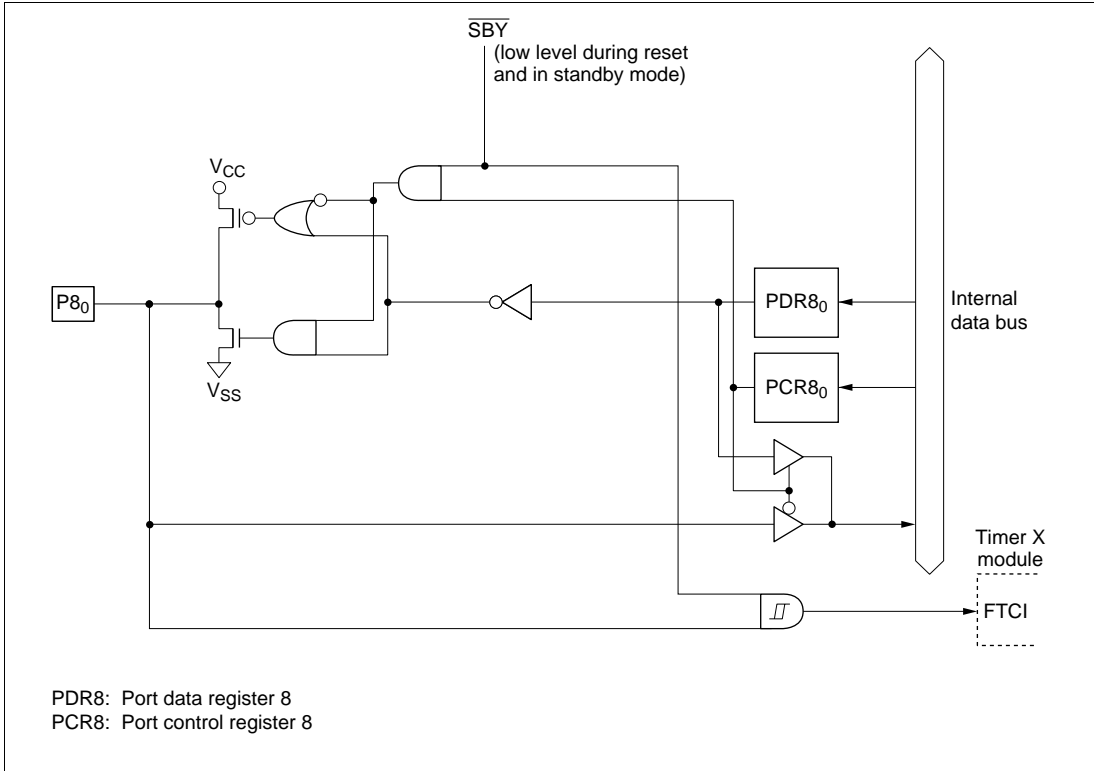 SBY
(low level during reset
and in standby mode)
VCC
P80
VSS
PDR80
PCR80
Internal
data bus
Timer X
module
FTCI
PDR8: Port data register 8
PCR8: Port control register 8